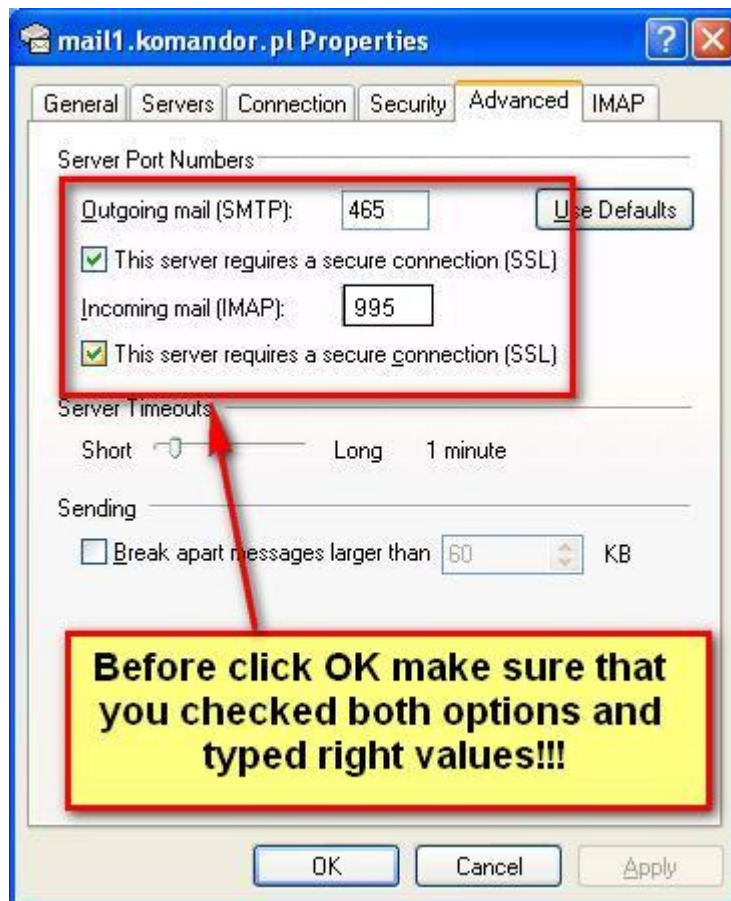 mail1.komandor.pl Properties
General Servers Connection Security Advanced IMAP
Server Port Numbers
Outgoing mail (SMTP): 465 Use Defaults
This server requires a secure connection (SSL)
Incoming mail (IMAP): 995
This server requires a secure connection (SSL)
Server Timeouts
Short Long 1 minute
Sending
Break apart messages larger than 60 KB
Before click OK make sure that
you checked both options and
typed right values!!!
OK Cancel Apply